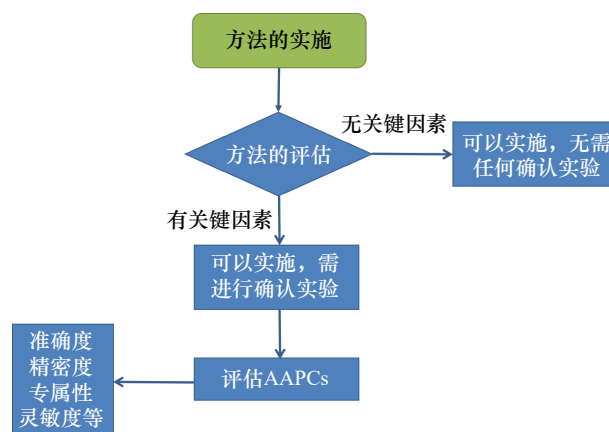 方法的实施
无关键因素
方法的评估
可以实施，无需
任何确认实验
有关键因素
可以实施，需
进行确认实验
准确度
精密度
专属性
灵敏度等
评估AAPCs